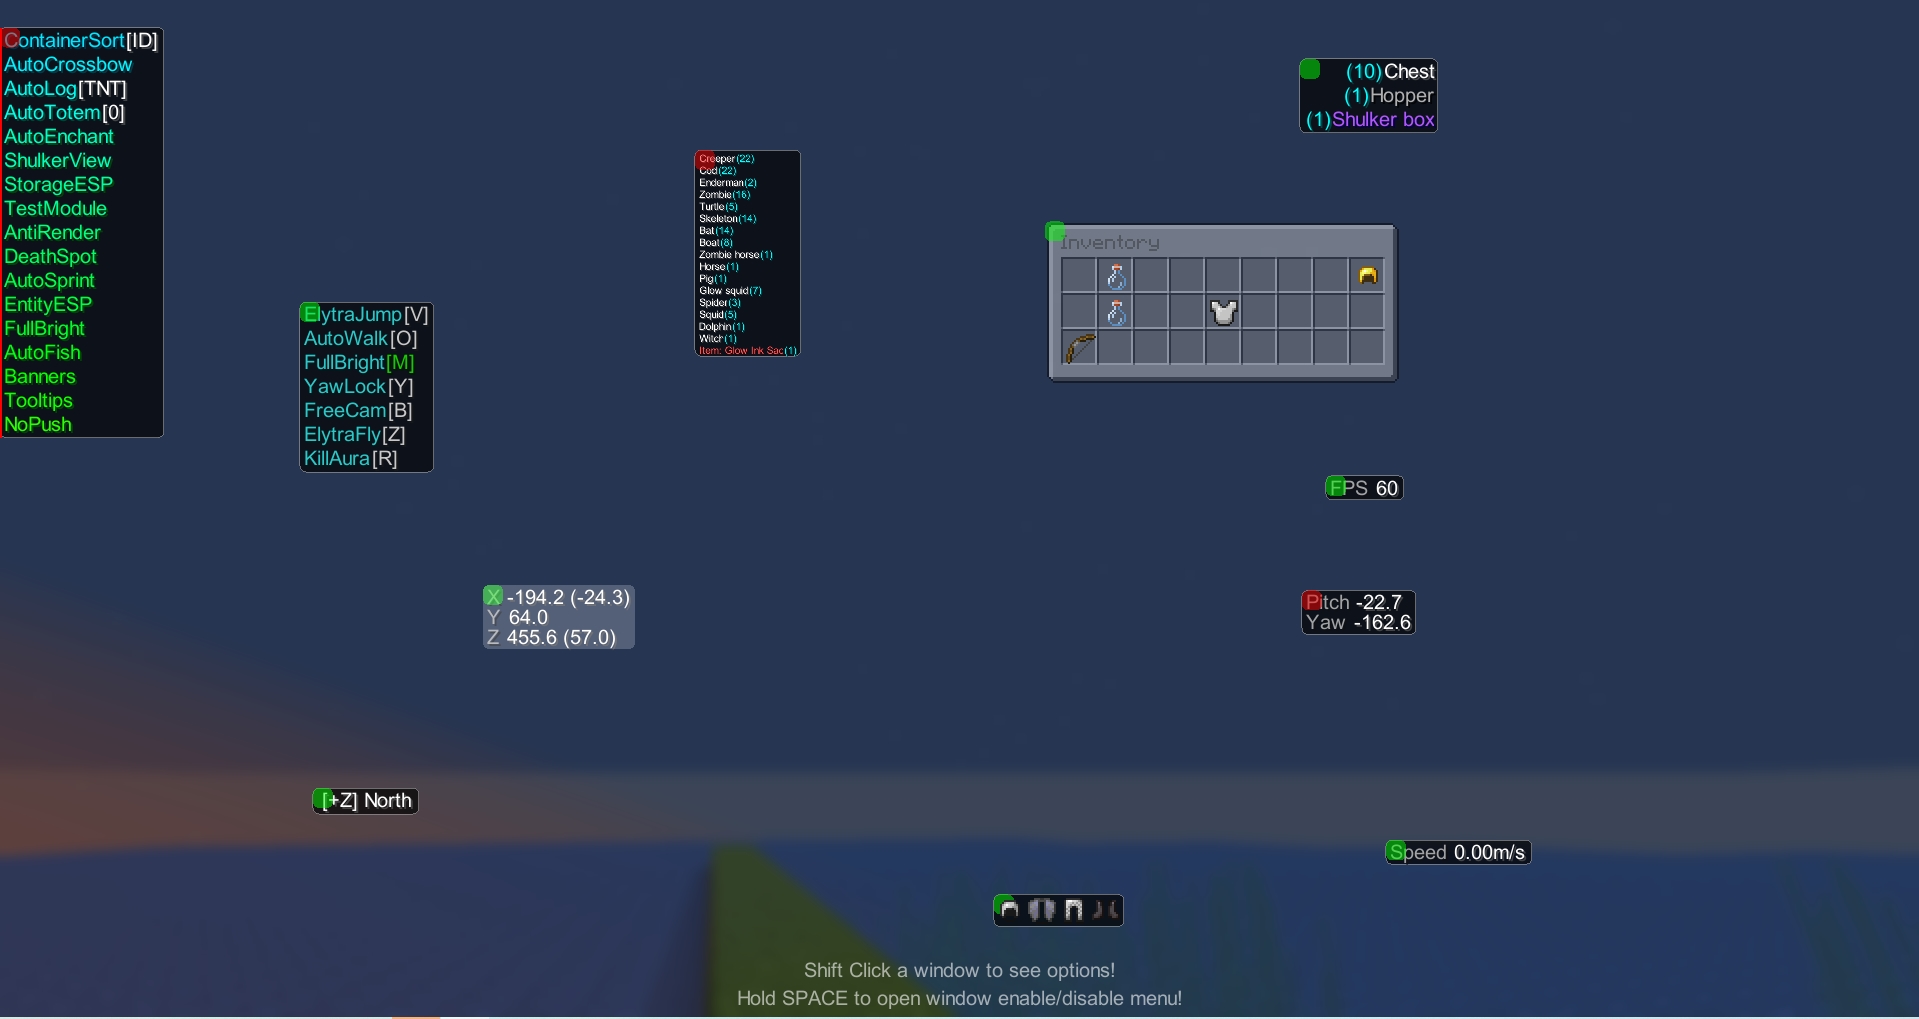 ContainerSort[ID]
AutoCrossbow
AutoLog[TNT]
AutoTotem[0]
AutoEnchant
ShulkerView
StorageESP
TestModule
AntiRender
DeathSpot
AutoSprint
EntityESP
FullBright
AutoFish
Banners
Tooltips
NoPush
ElytraJump[V]
AutoWalk[O]
FullBright[M]
YawLock[Y]
FreeCam[B]
ElytraFly[Z]
KillAura[R]
Creeper(22)
Cod(22)
Enderman(2)
Zombie(16)
Turtle(5)
Skeleton(14)
Bat(14)
Boat(8)
Zombie horse(1)
Horse(1)
Pig(1)
Glow squid(7)
Spider(3)
Squid(5)
Dolphin(1)
Witch(1)
Item: Glow Ink Sac(1)
(10)Chest
(1)Hopper
(1)Shulker box
Inventory
FPS 60
X -194.2 (-24.3)
Y 64.0
Z 455.6 (57.0)
Pitch -22.7
Yaw -162.6
[+Z] North
Speed 0.00m/s
Shift Click a window to see options!
Hold SPACE to open window enable/disable menu!